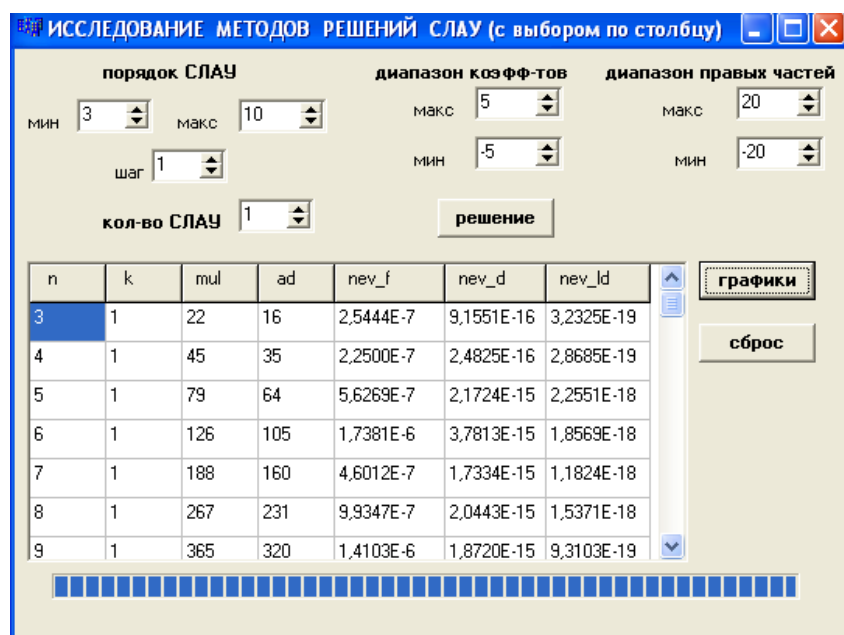 ИССЛЕДОВАНИЕ МЕТОДОВ РЕШЕНИЙ СЛАУ (с выбором по столбцу)
порядок СЛАУ диапазон коэфф-тов диапазон правых частей
мин 3 макс 10 макс 5 макс 20
шаг 1 мин -5 мин -20
кол-во СЛАУ 1 решение
n k mul ad nev_f nev_d nev_ld графики
3 1 22 16 2,5444E-7 9,1551E-16 3,2325E-19
сброс
4 1 45 35 2,2500E-7 2,4825E-16 2,8685E-19
5 1 79 64 5,6269E-7 2,1724E-15 2,2551E-18
6 1 126 105 1,7381E-6 3,7813E-15 1,8569E-18
7 1 188 160 4,6012E-7 1,7334E-15 1,1824E-18
8 1 267 231 9,9347E-7 2,0443E-15 1,5371E-18
9 1 365 320 1,4103E-6 1,8720E-15 9,3103E-19